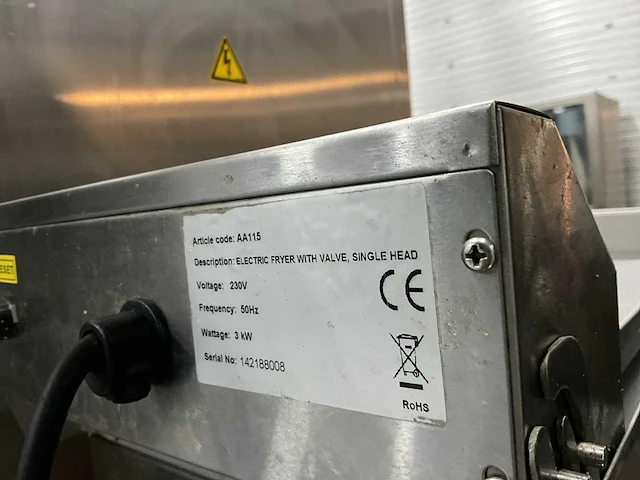 Article code: AA115
Description: ELECTRIC FRYER WITH VALVE, SINGLE HEAD
Voltage: 230V
Frequency: 50Hz
Wattage: 3 kW
Serial No: 142188008
CE
RoHS
ESET